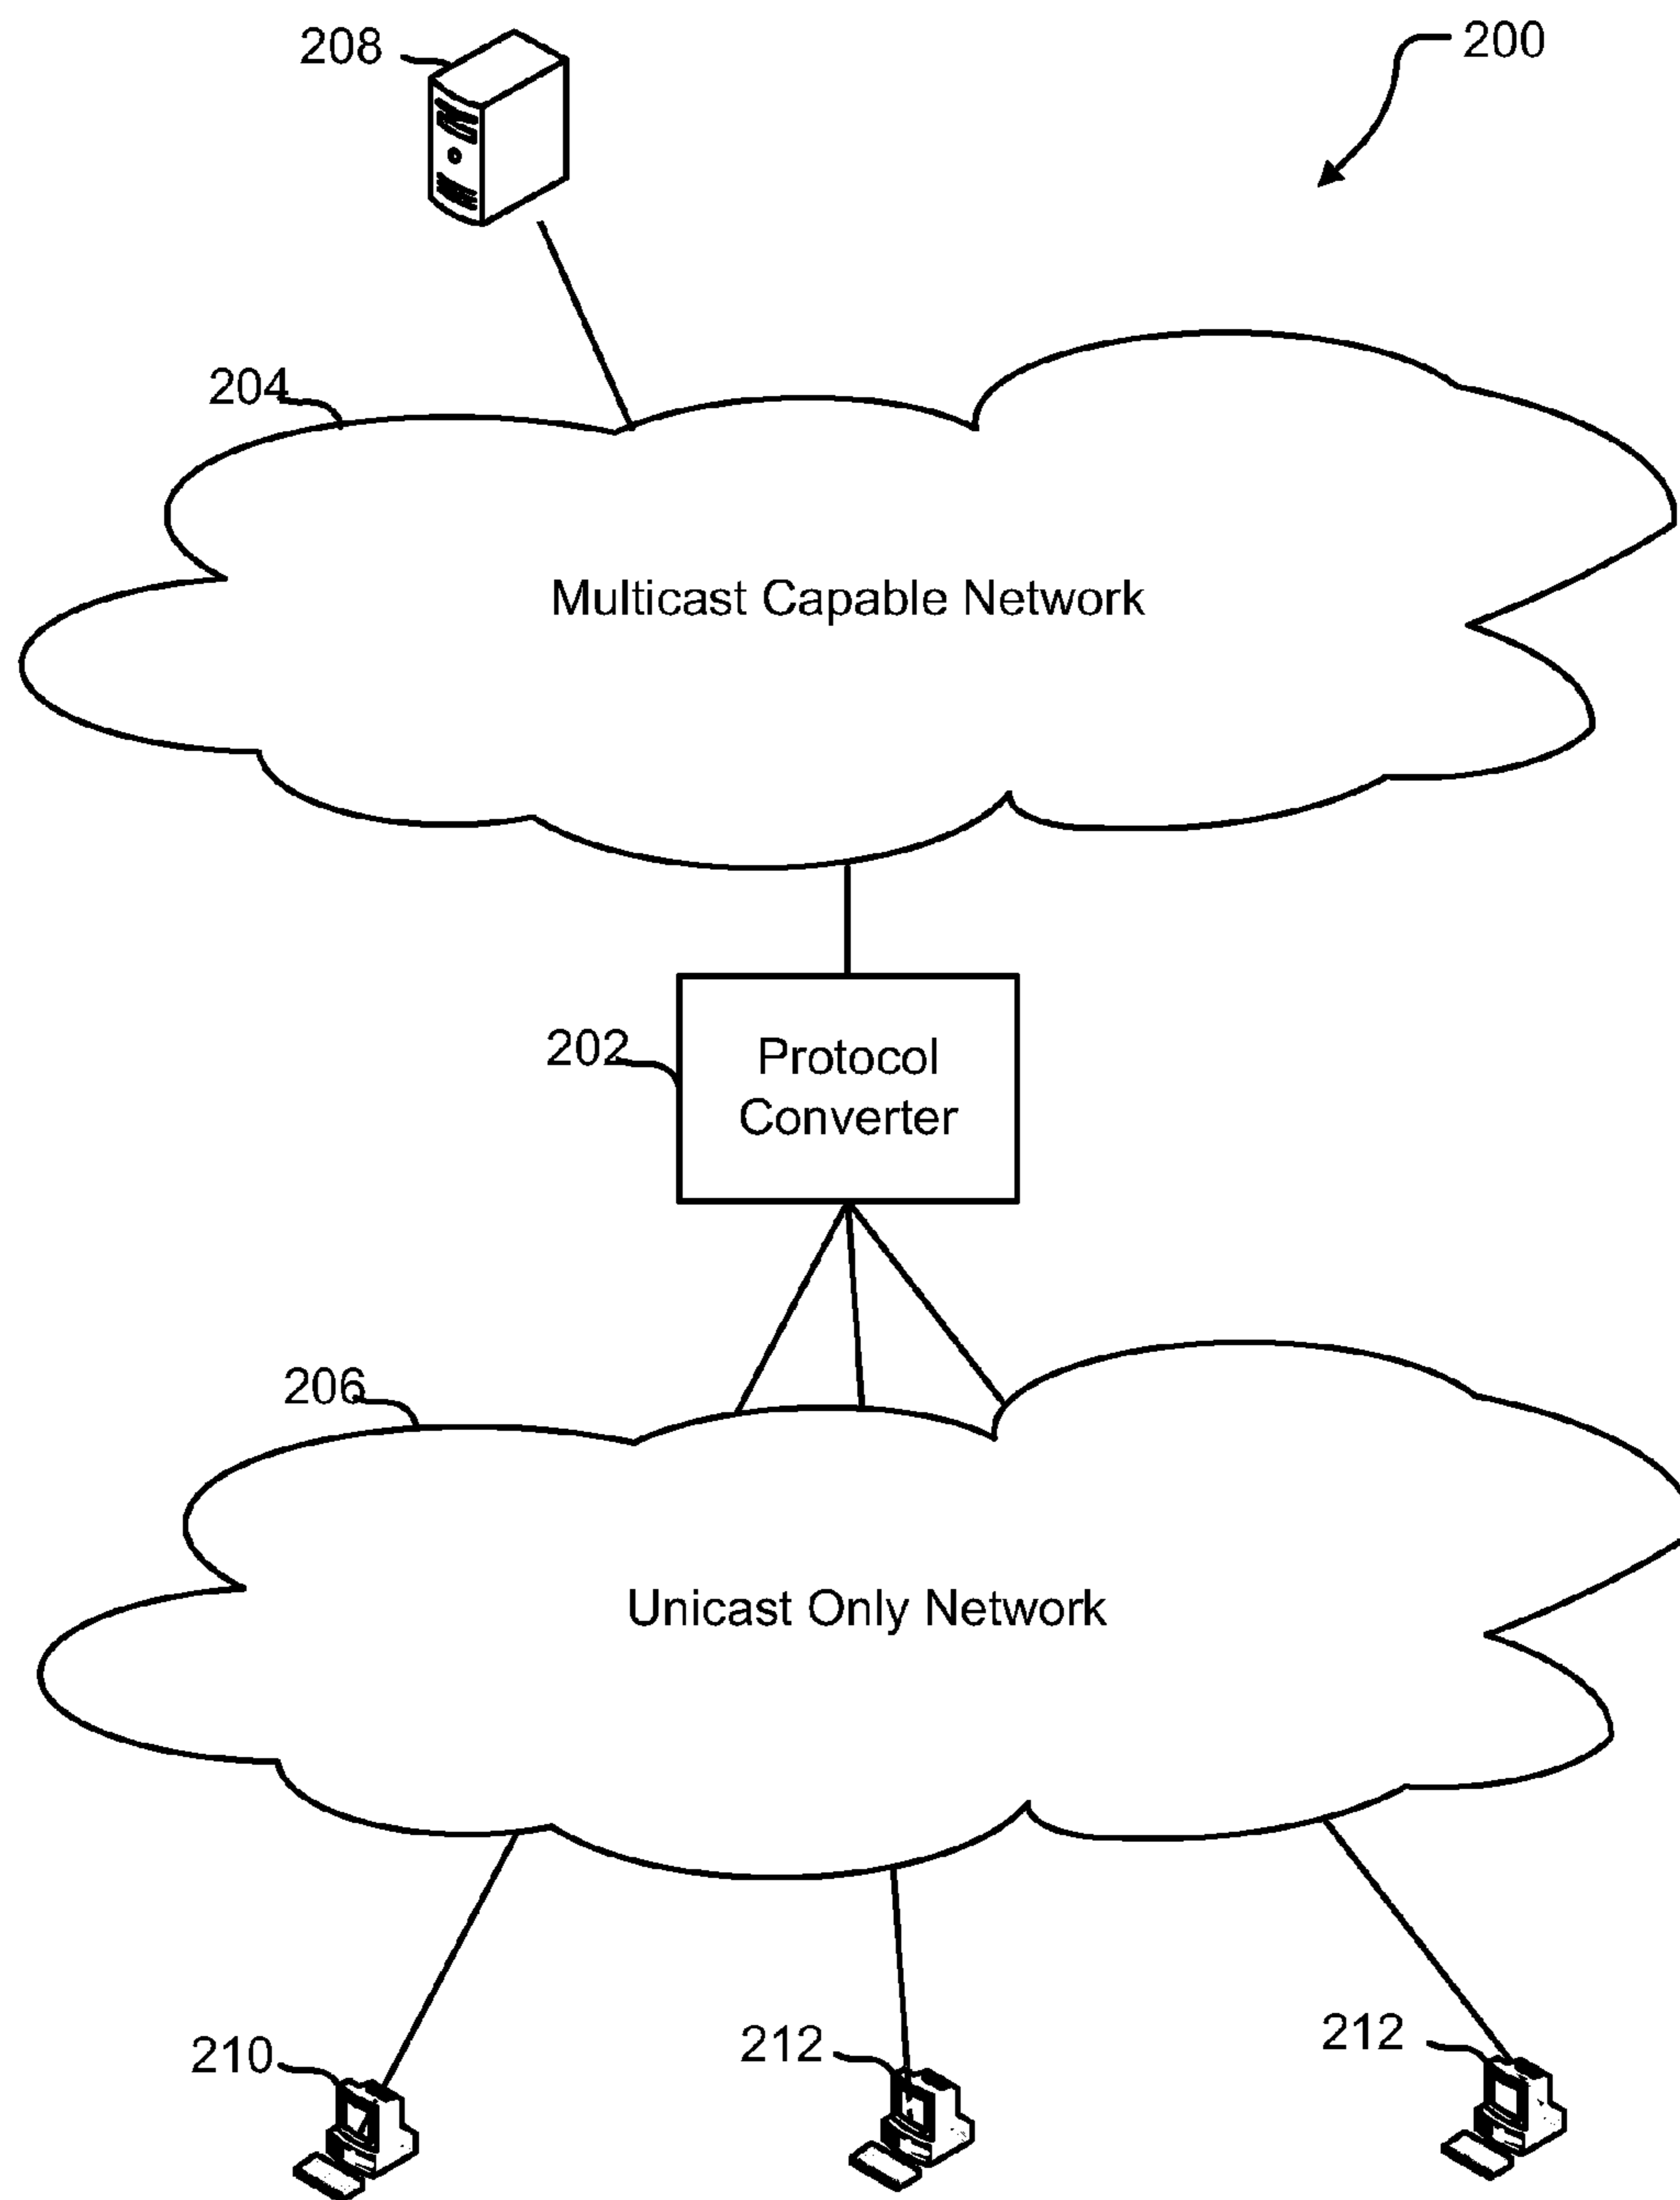 208
200
204
Multicast Capable Network
202
Protocol
Converter
206
Unicast Only Network
210
212
212